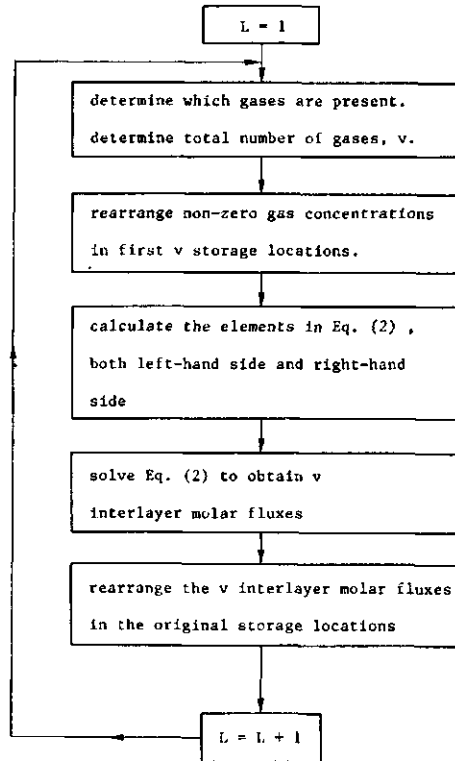 L = 1
determine which gases are present.
determine total number of gases, v.
rearrange non-zero gas concentrations
in first v storage locations.
calculate the elements in Eq. (2) ,
both left-hand side and right-hand
side
solve Eq. (2) to obtain v
interlayer molar fluxes
rearrange the v interlayer molar fluxes
in the original storage locations
L = L + 1